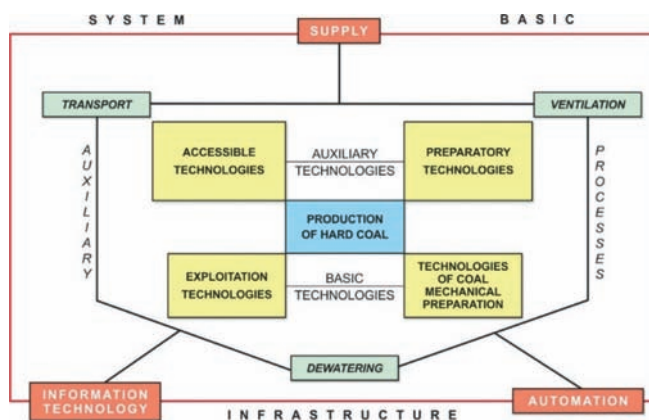 SYSTEM
BASIC
SUPPLY
TRANSPORT
VENTILATION
AUXILIARY
PROCESSES
ACCESSIBLE
TECHNOLOGIES
AUXILIARY
TECHNOLOGIES
PREPARATORY
TECHNOLOGIES
PRODUCTION
OF HARD COAL
EXPLOITATION
TECHNOLOGIES
BASIC
TECHNOLOGIES
TECHNOLOGIES
OF COAL
MECHANICAL
PREPARATION
DEWATERING
INFORMATION
TECHNOLOGY
AUTOMATION
INFRASTRUCTURE